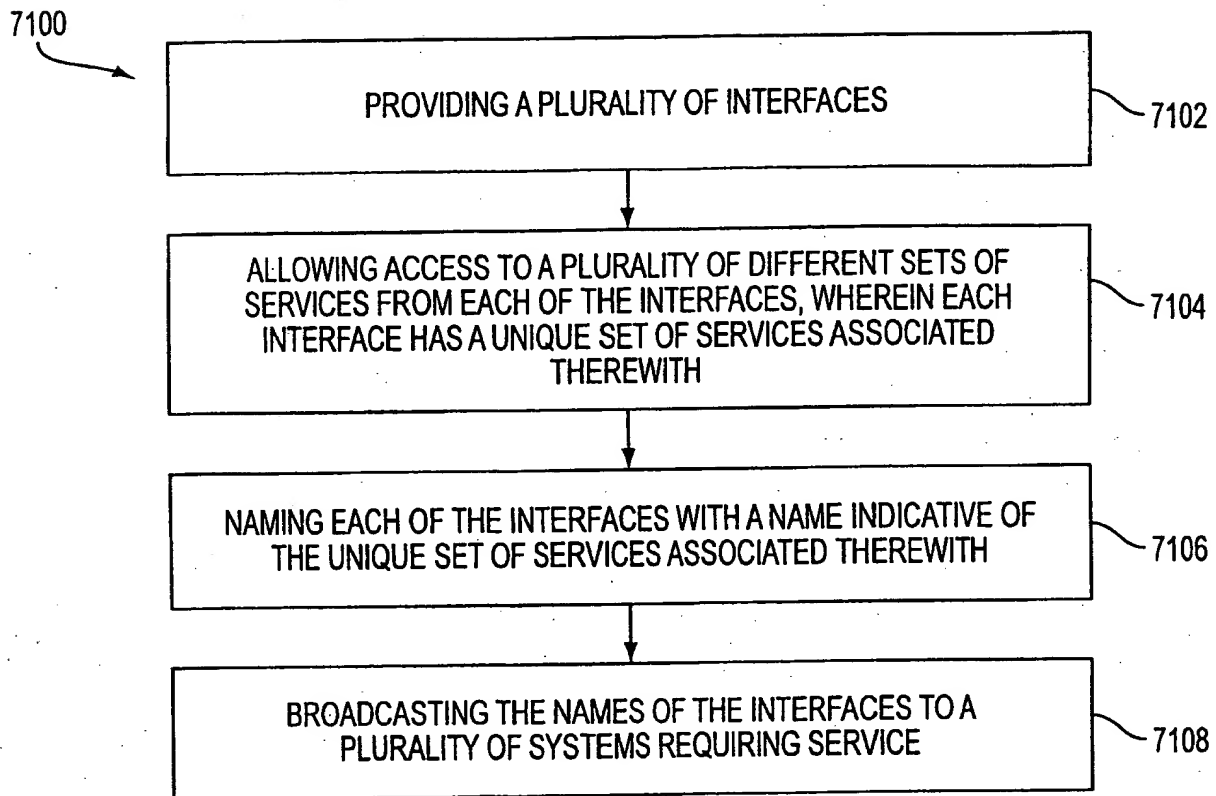 7100
PROVIDING A PLURALITY OF INTERFACES
7102
ALLOWING ACCESS TO A PLURALITY OF DIFFERENT SETS OF
SERVICES FROM EACH OF THE INTERFACES, WHEREIN EACH
INTERFACE HAS A UNIQUE SET OF SERVICES ASSOCIATED
THEREWITH
7104
NAMING EACH OF THE INTERFACES WITH A NAME INDICATIVE OF
THE UNIQUE SET OF SERVICES ASSOCIATED THEREWITH
7106
BROADCASTING THE NAMES OF THE INTERFACES TO A
PLURALITY OF SYSTEMS REQUIRING SERVICE
7108